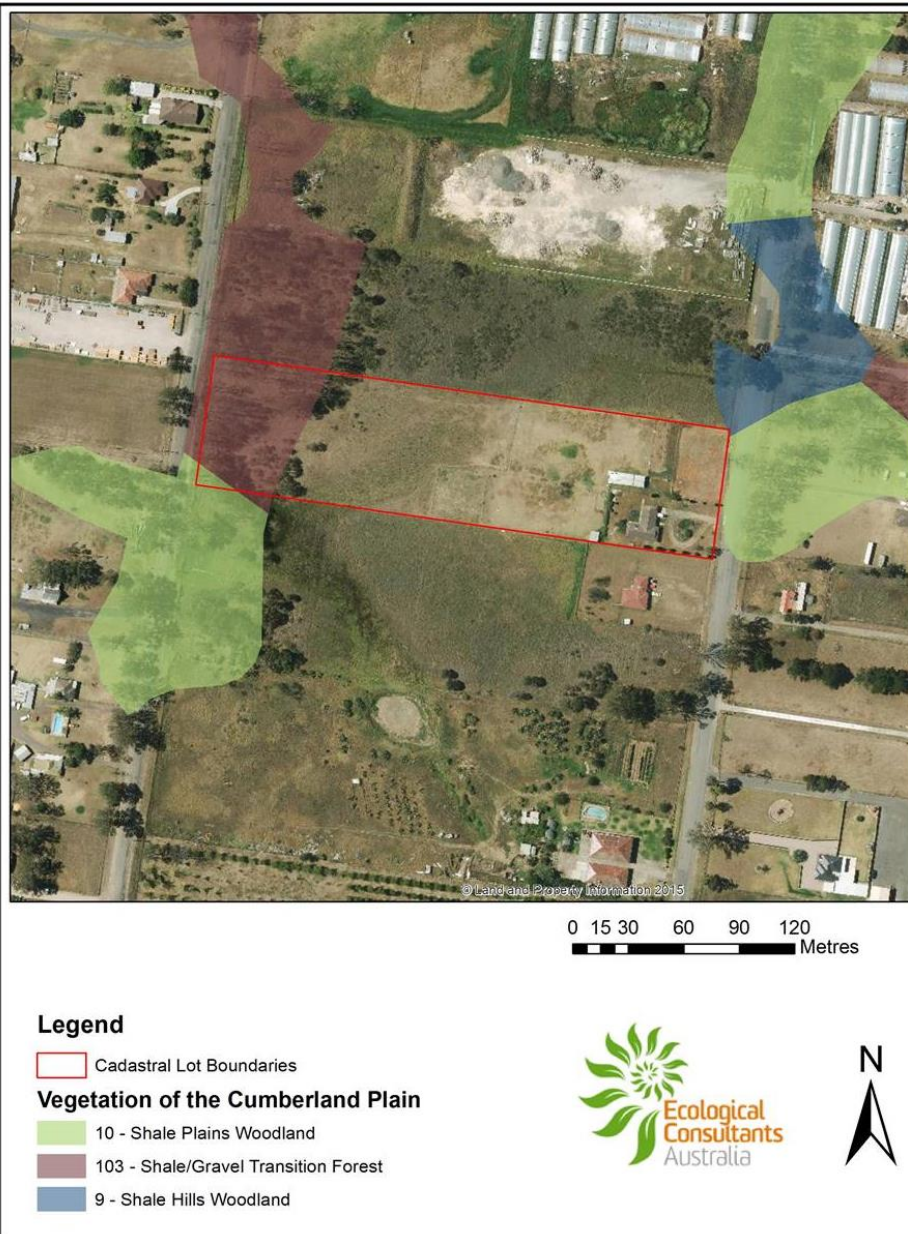 © Land and Property Information 2015
0 15 30 60 90 120
Metres
Legend
Cadastral Lot Boundaries
Vegetation of the Cumberland Plain
10 - Shale Plains Woodland
103 - Shale/Gravel Transition Forest
9 - Shale Hills Woodland
Ecological
Consultants
Australia
N